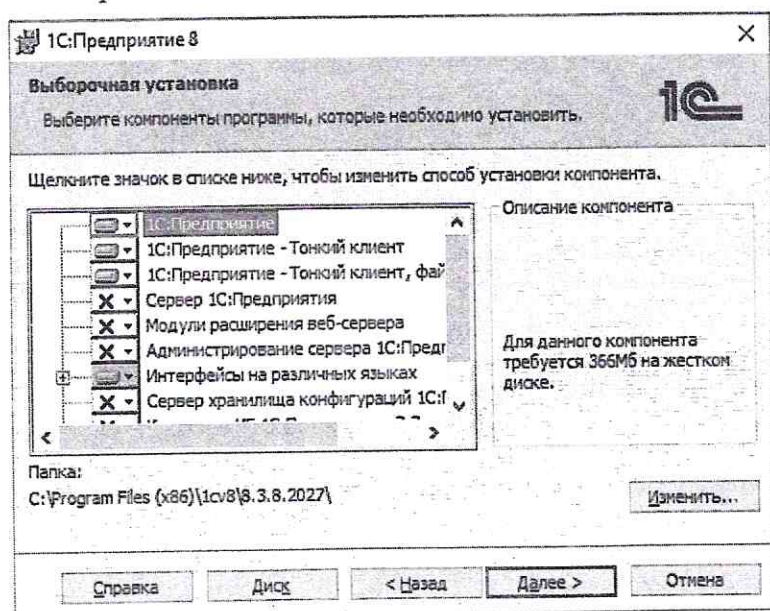 1С:Предприятие 8
Выборочная установка
Выберите компоненты программы, которые необходимо установить.
1С
Щелкните значок в списке ниже, чтобы изменить способ установки компонента.
1С:Предприятие
1С:Предприятие - Тонкий клиент
1С:Предприятие - Тонкий клиент, фай
Сервер 1С:Предприятия
Модули расширения веб-сервера
Администрирование сервера 1С:Предг
Интерфейсы на различных языках
Сервер хранилища конфигураций 1С:Г
Описание компонента
Для данного компонента
требуется 366Мб на жестком
диске.
Папка:
C:\Program Files (x86)\1cv8\8.3.8.2027\
Изменить...
Справка
Диск
< Назад
Далее >
Отмена